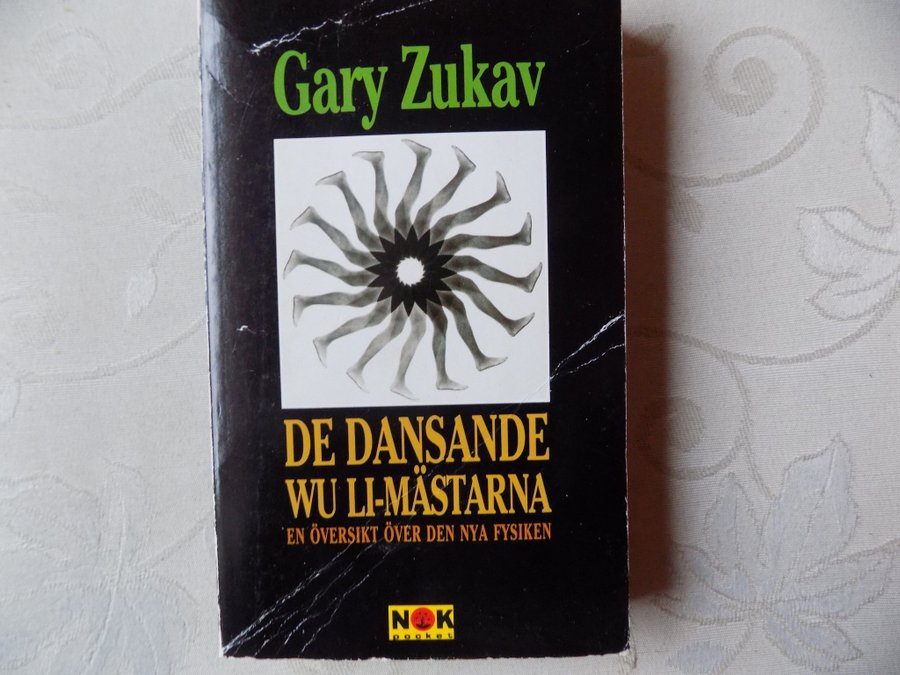 Gary Zukav
DE DANSANDE
WU LI-MÄSTARNA
EN ÖVERSIKT ÖVER DEN NYA FYSIKEN
NOK
pocket